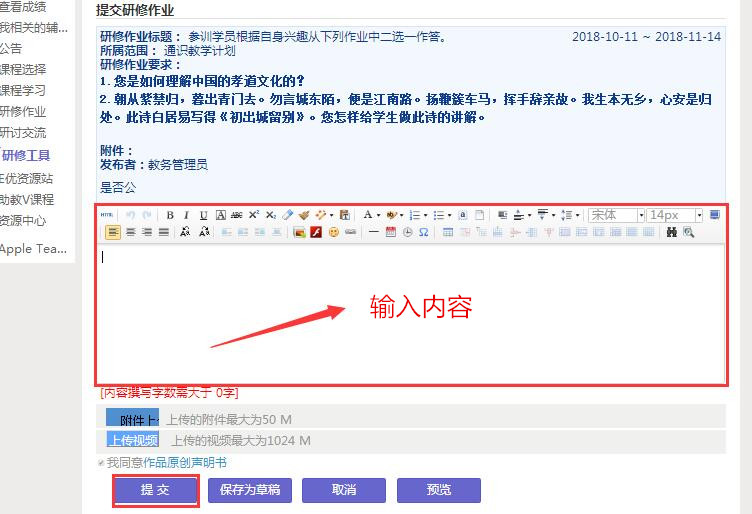 查看成绩
我相关的辅...
公告
课程选择
课程学习
研修作业
研讨交流
研修工具
E优资源站
助教V课程
资源中心
Apple Tea...
提交研修作业
研修作业标题： 参训学员根据自身兴趣从下列作业中二选一作答。 2018-10-11 ~ 2018-11-14
所属范围： 通识教学计划
研修作业要求：
1. 您是如何理解中国的孝道文化的？
2. 朝从紫禁归，暮出青门去。勿言城东陌，便是江南路。扬鞭簇车马，挥手辞亲故。我生本无乡，心安是归
处。此诗白居易写得《初出城留别》。您怎样给学生做此诗的讲解。
附件：
发布者：教务管理员
是否公
HTML B I U A ABC X² X₂ A 宋体 14px
Ω
输入内容
[内容撰写字数需大于 0字]
附件上 上传的附件最大为50 M
上传视频 上传的视频最大为1024 M
我同意作品原创声明书
提 交 保存为草稿 取消 预览